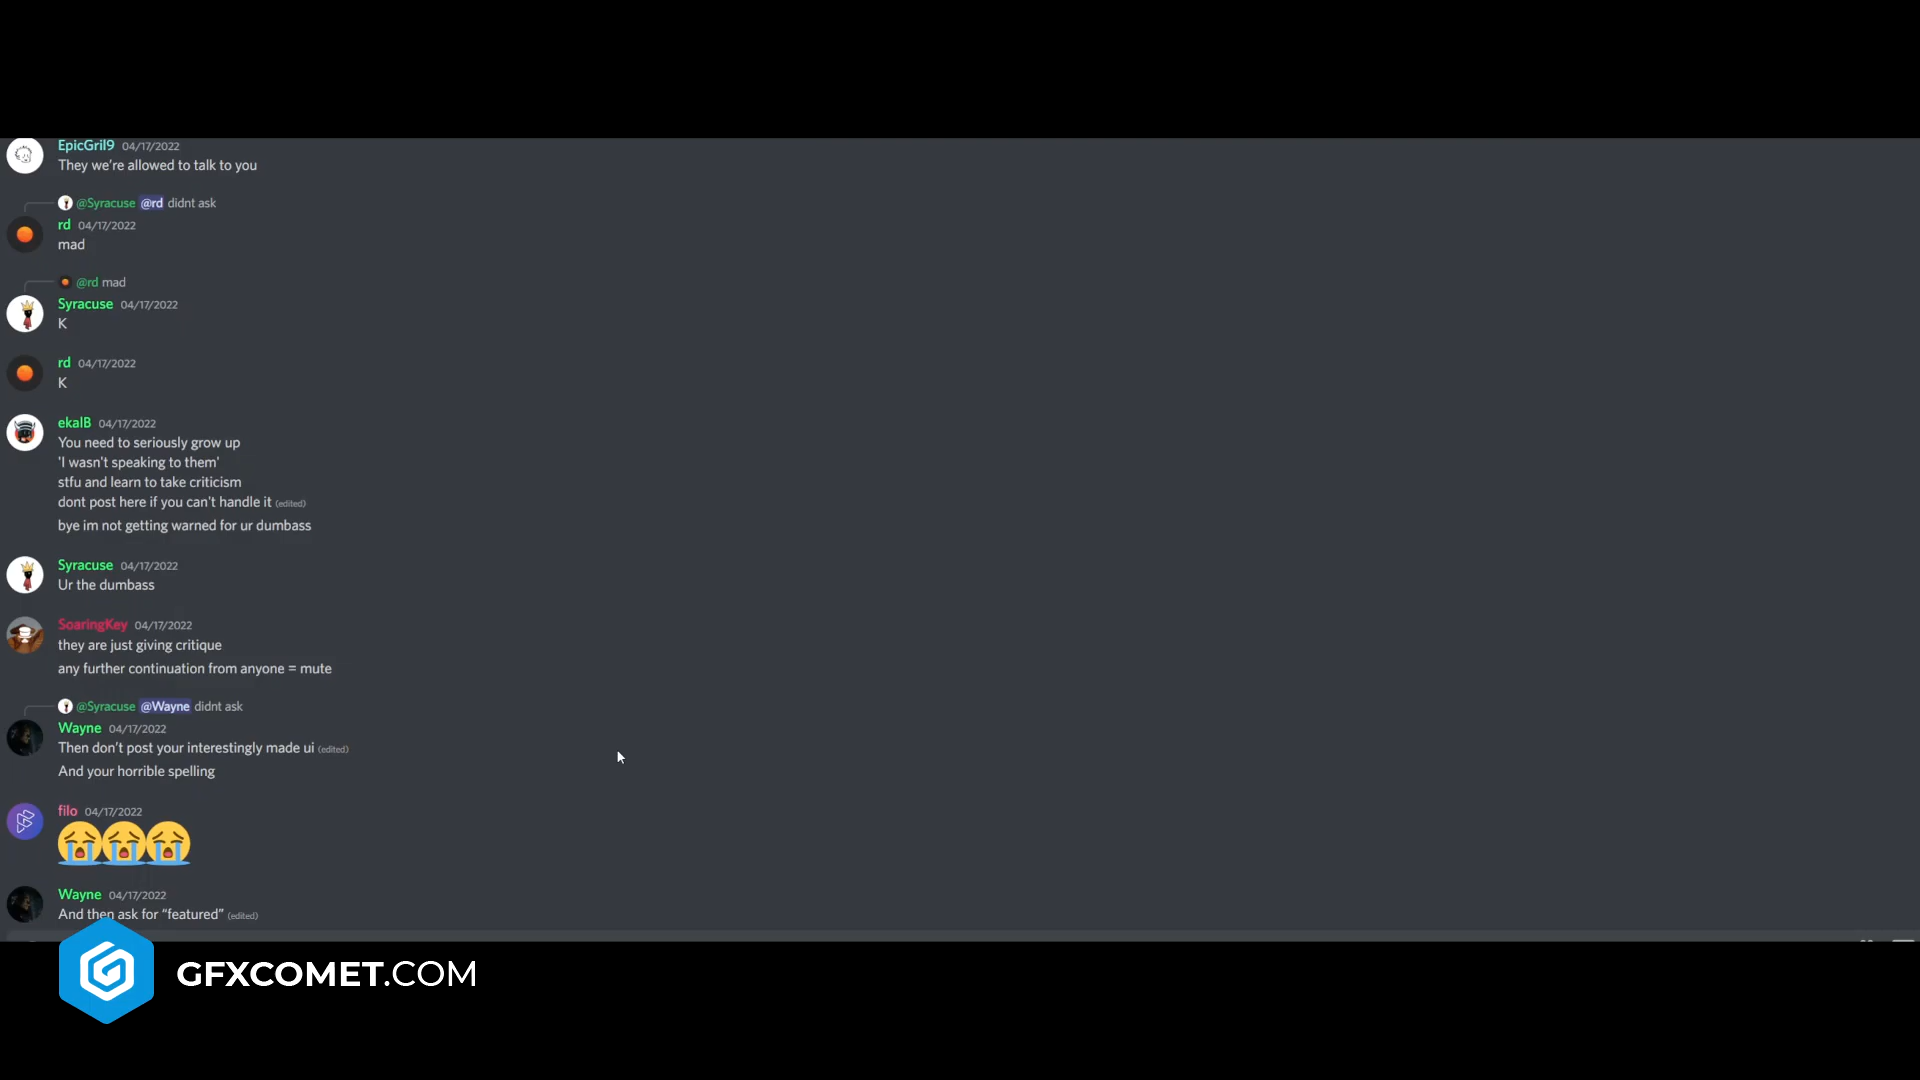 EpicGril9 04/17/2022
They we're allowed to talk to you
@Syracuse @rd didnt ask
rd 04/17/2022
mad
@rd mad
Syracuse 04/17/2022
K
rd 04/17/2022
K
ekalB 04/17/2022
You need to seriously grow up
'I wasn't speaking to them'
stfu and learn to take criticism
dont post here if you can't handle it (edited)
bye im not getting warned for ur dumbass
Syracuse 04/17/2022
Ur the dumbass
SoaringKey 04/17/2022
they are just giving critique
any further continuation from anyone = mute
@Syracuse @Wayne didnt ask
Wayne 04/17/2022
Then don't post your interestingly made ui (edited)
And your horrible spelling
filo 04/17/2022
😭😭😭
Wayne 04/17/2022
And then ask for “featured” (edited)
GFXCOMET.COM